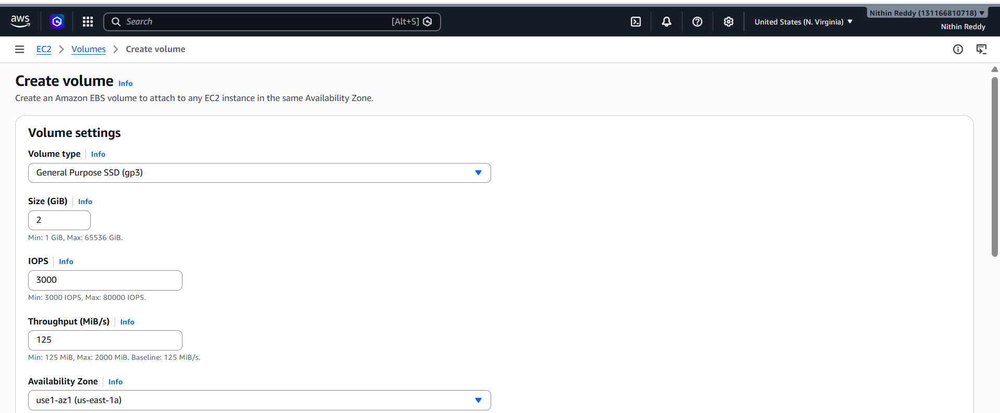 aws
Search [Alt+S]
United States (N. Virginia)
Nithin Reddy (131166810718)
Nithin Reddy
EC2 Volumes Create volume
Create volume Info
Create an Amazon EBS volume to attach to any EC2 instance in the same Availability Zone.
Volume settings
Volume type Info
General Purpose SSD (gp3)
Size (GiB) Info
2
Min: 1 GiB, Max: 65536 GiB.
IOPS Info
3000
Min: 3000 IOPS, Max: 80000 IOPS.
Throughput (MiB/s) Info
125
Min: 125 MiB, Max: 2000 MiB. Baseline: 125 MiB/s.
Availability Zone Info
use1-az1 (us-east-1a)